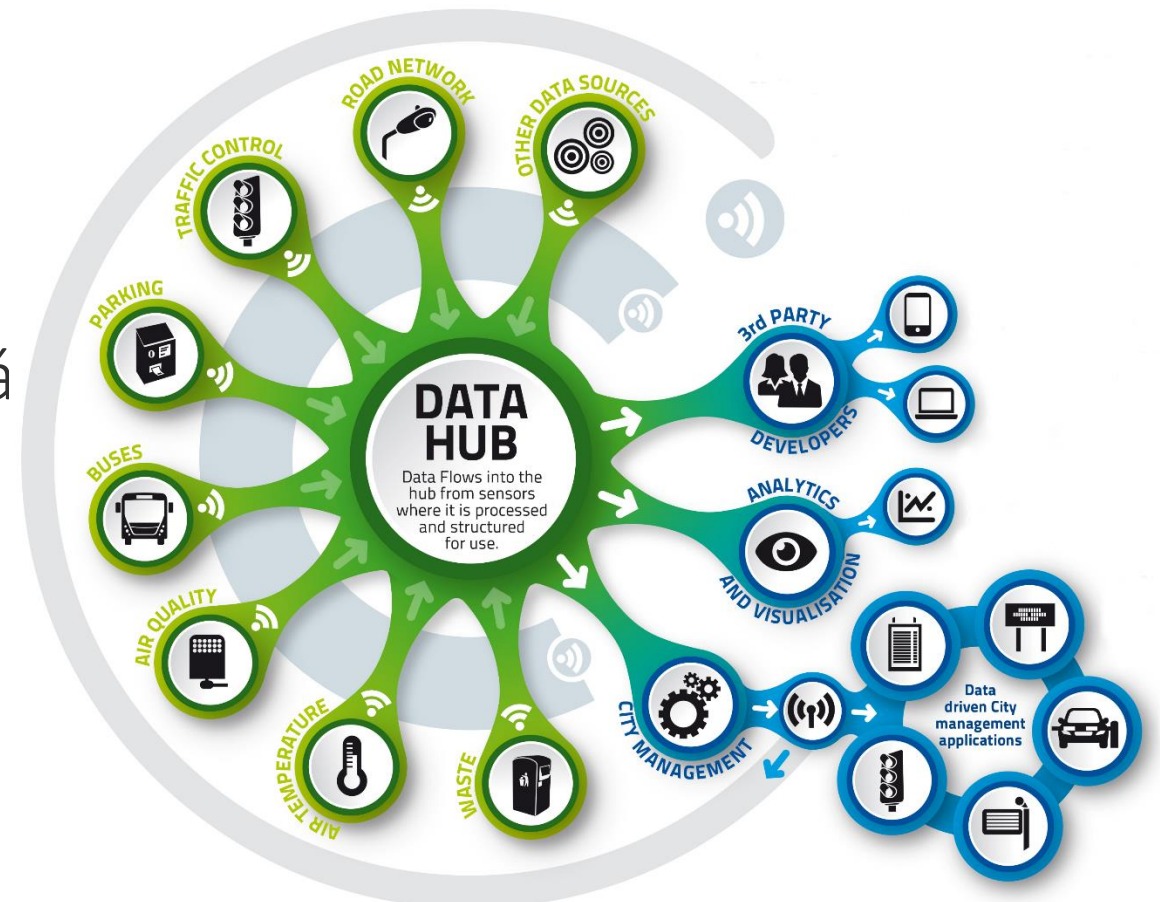 ROAD NETWORK
OTHER DATA SOURCES
TRAFFIC CONTROL
PARKING
BUSES
AIR QUALITY
AIR TEMPERATURE
WASTE
á
DATA
HUB
Data Flows into the
hub from sensors
where it is processed
and structured
for use.
3rd PARTY
DEVELOPERS
ANALYTICS
AND VISUALISATION
CITY MANAGEMENT
Data
driven City
management
applications